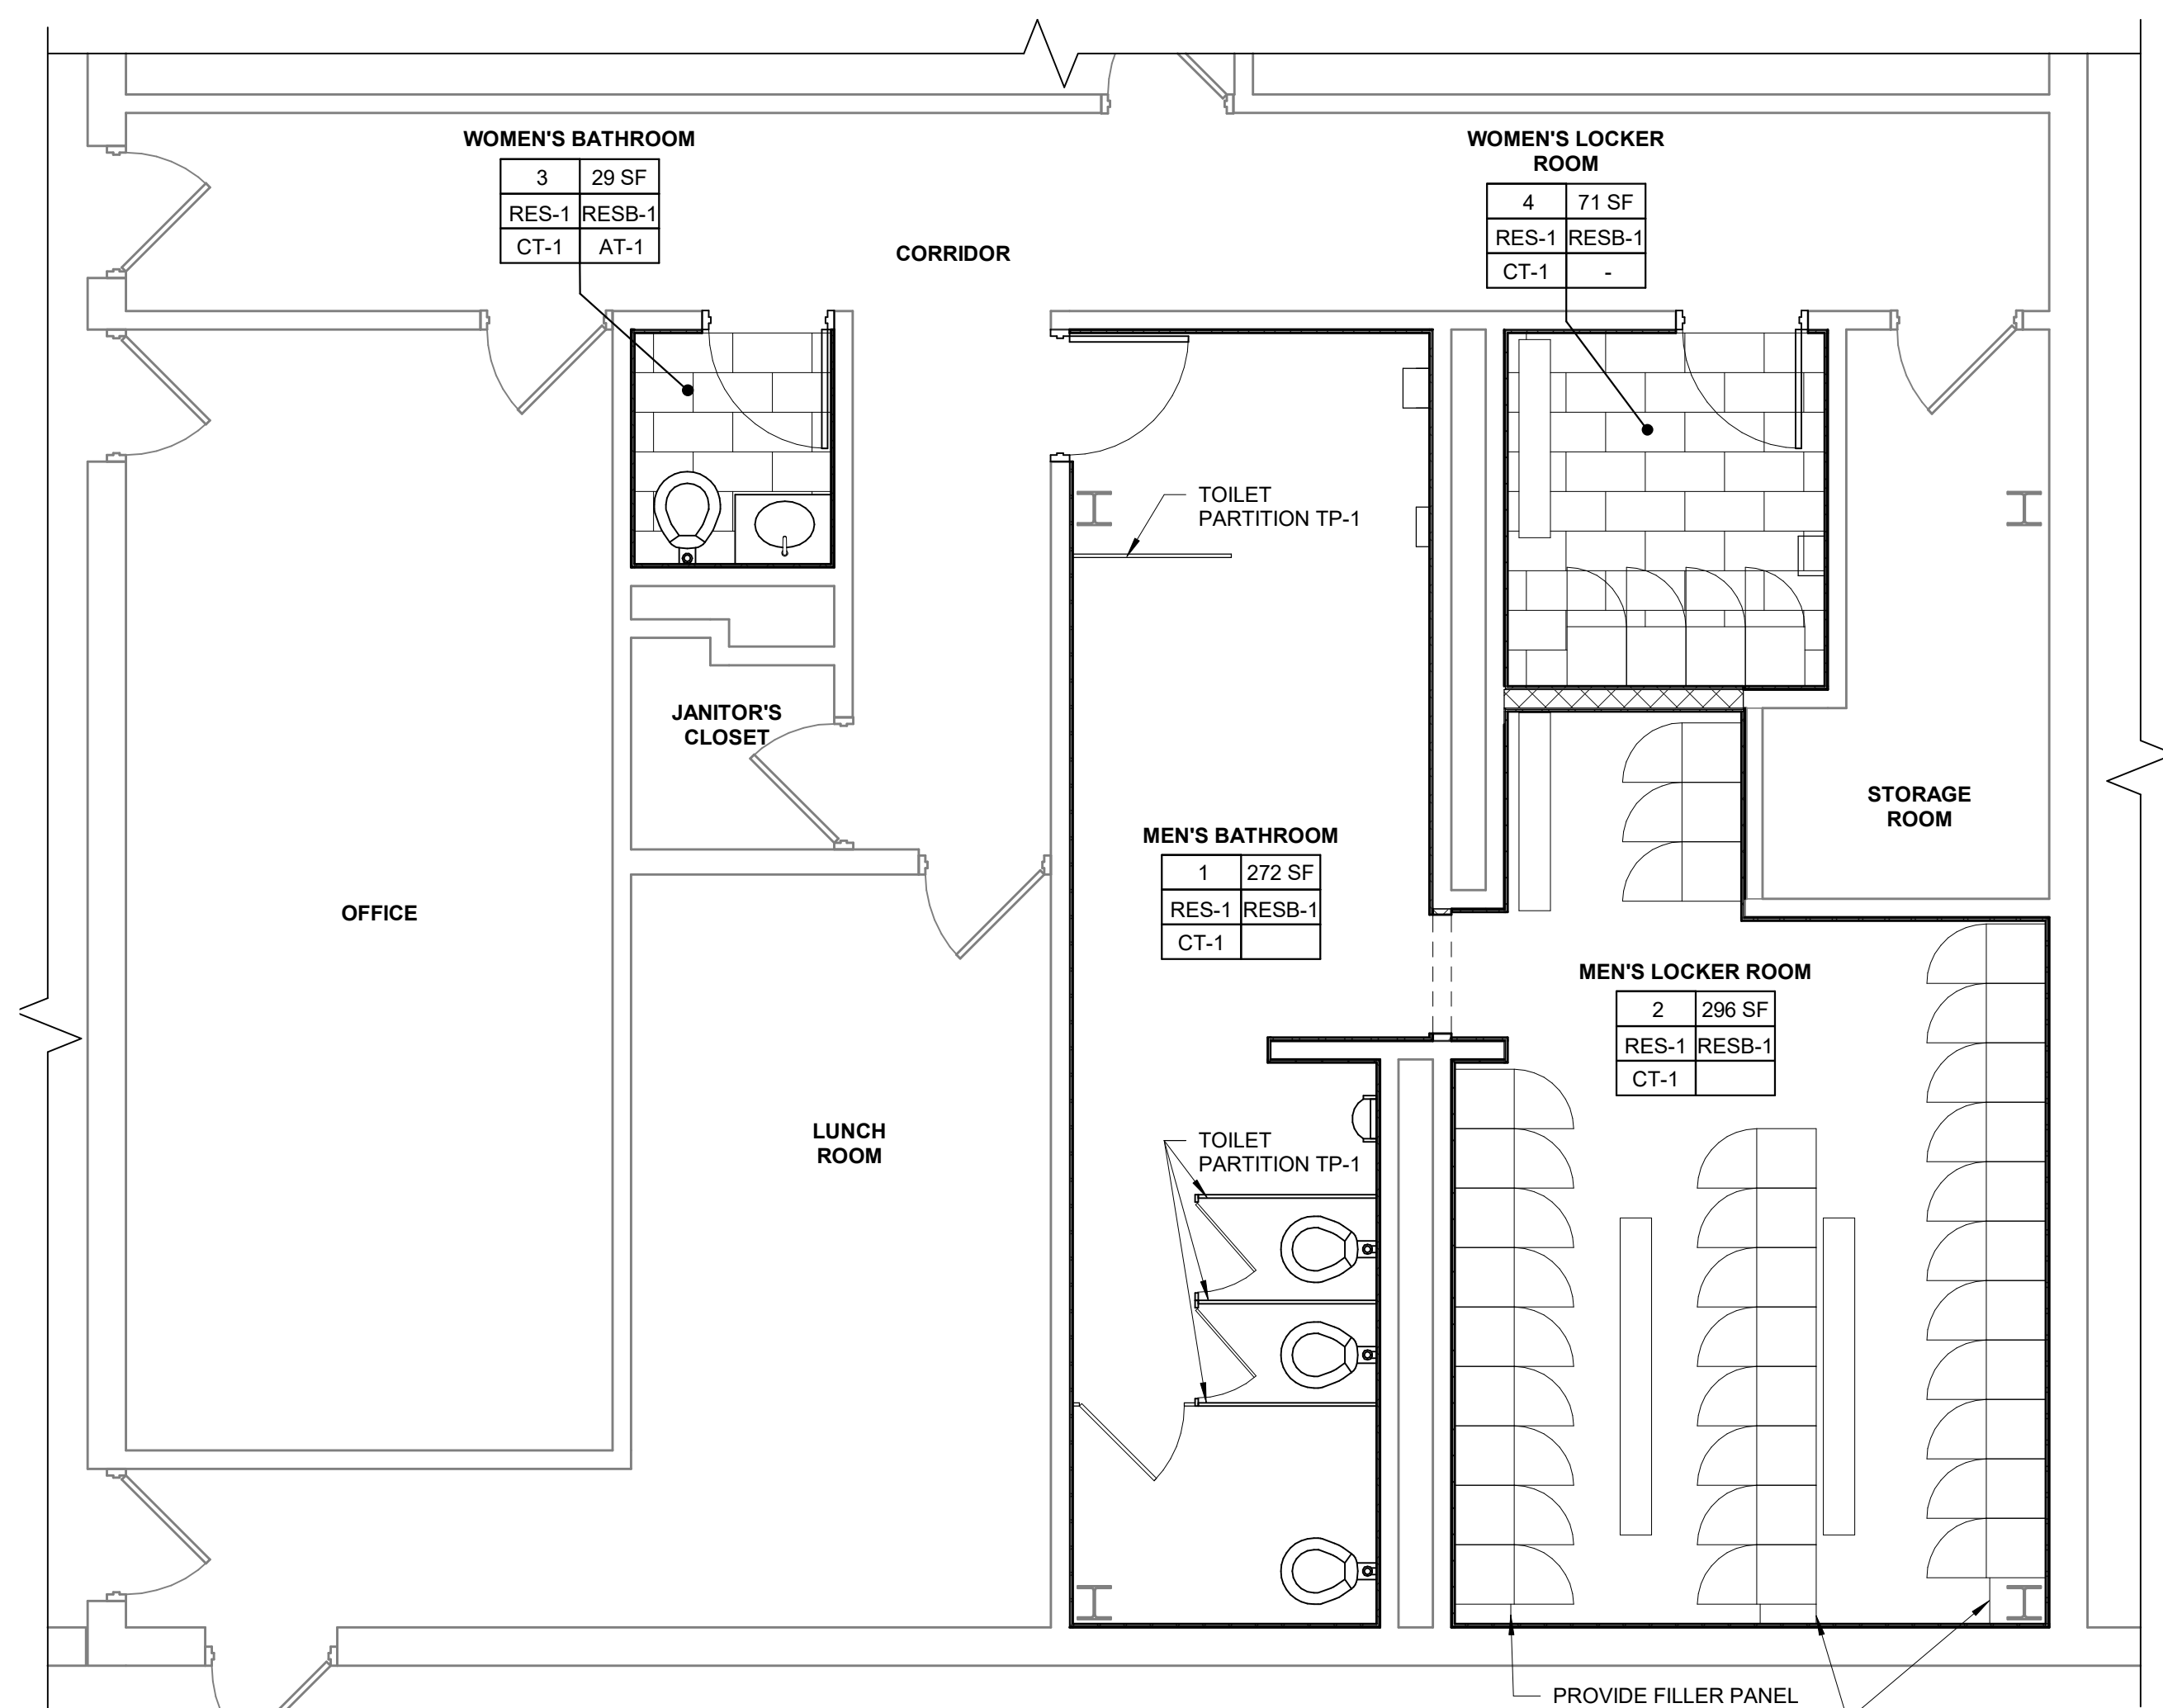 WOMEN'S BATHROOM
3 29 SF
RES-1 RESB-1
CT-1 AT-1
WOMEN'S LOCKER
ROOM
4 71 SF
RES-1 RESB-1
CT-1 -
CORRIDOR
TOILET
PARTITION TP-1
JANITOR'S
CLOSET
STORAGE
ROOM
MEN'S BATHROOM
1 272 SF
RES-1 RESB-1
CT-1
OFFICE
MEN'S LOCKER ROOM
2 296 SF
RES-1 RESB-1
CT-1
LUNCH
ROOM
TOILET
PARTITION TP-1
PROVIDE FILLER PANEL